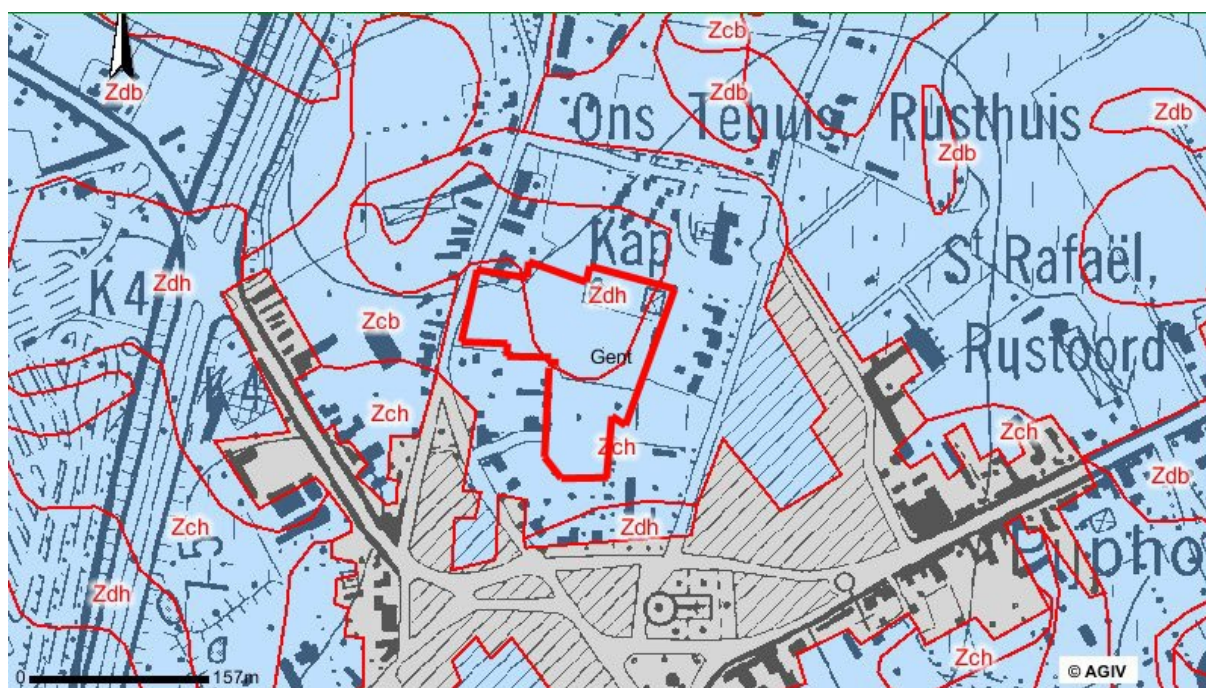 Zcb
Zdb
Zdb
Ons Tehuis Rusthuis
Zdb
Zdb
Kap
St Rafaël,
Rustoord
K4
Zdh
Zdh
Zcb
Gent
K4
Zch
Zch
Zch
Zdb
Zch
Zdh
Zdh
Zch
0 157m
© AGIV